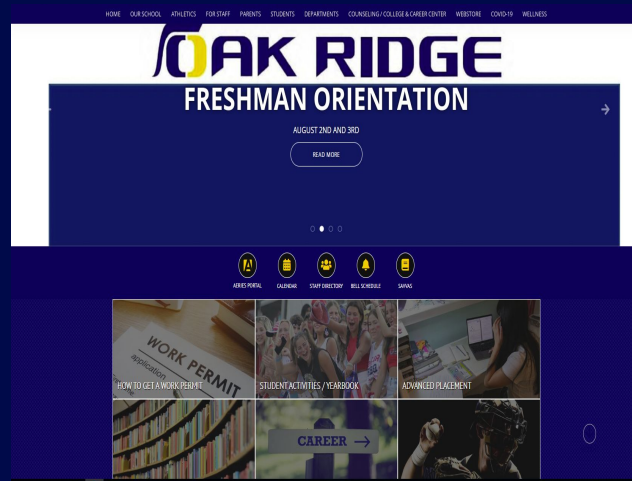 HOME OUR SCHOOL ATHLETICS FOR STAFF PARENTS STUDENTS DEPARTMENTS COUNSELING / COLLEGE & CAREER CENTER WEBSTORE COVID-19 WELLNESS
OAK RIDGE
FRESHMAN ORIENTATION
AUGUST 2ND AND 3RD
READ MORE
AERIES PORTAL CALENDAR STAFF DIRECTORY BELL SCHEDULE SAVVAS
WORK PERMIT
application
HOW TO GET A WORK PERMIT STUDENT ACTIVITIES / YEARBOOK ADVANCED PLACEMENT
CAREER →